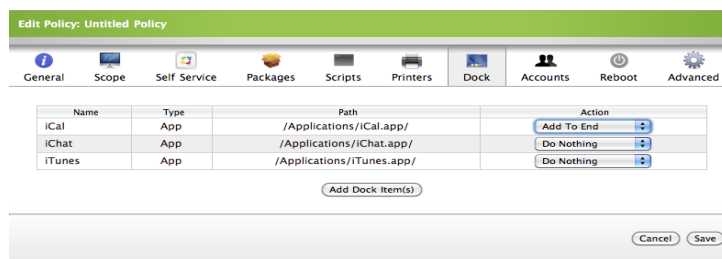 Edit Policy: Untitled Policy
General Scope Self Service Packages Scripts Printers Dock Accounts Reboot Advanced
Name Type Path Action
iCal App /Applications/iCal.app/ Add To End
iChat App /Applications/iChat.app/ Do Nothing
iTunes App /Applications/iTunes.app/ Do Nothing
Add Dock Item(s)
Cancel Save